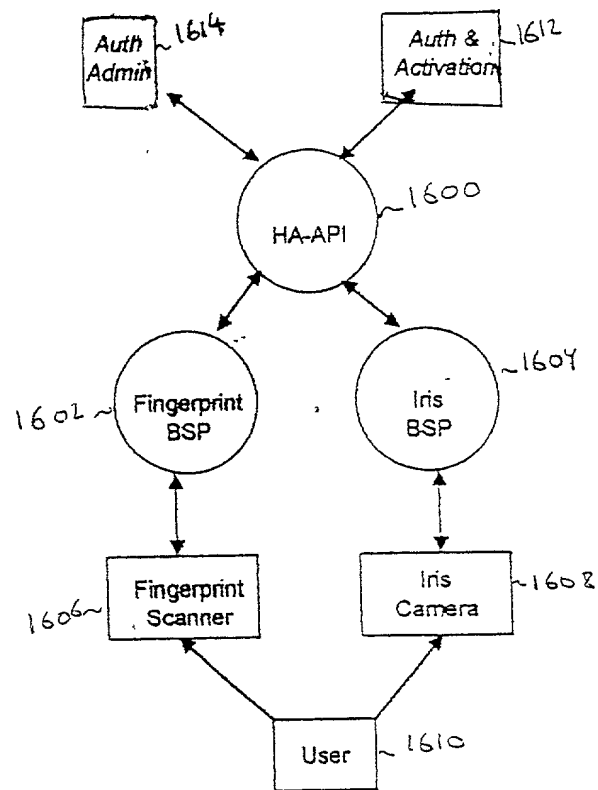 Auth
Admin
1614
Auth &
Activation
1612
HA-API
1600
Fingerprint
BSP
1602
Iris
BSP
1604
Fingerprint
Scanner
1606
Iris
Camera
1608
User
1610